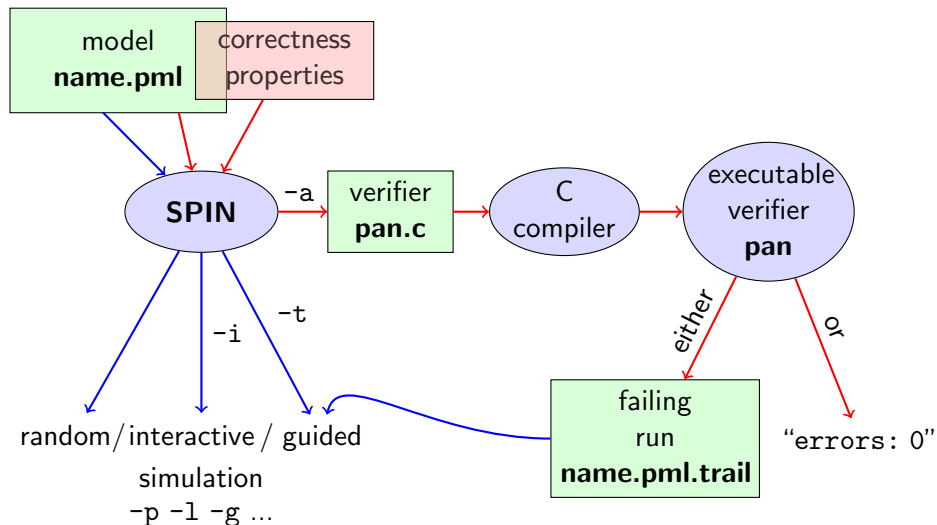 model
name.pml
correctness
properties
SPIN
-a
verifier
pan.c
C
compiler
executable
verifier
pan
-i
-t
either
or
random/interactive / guided
simulation
-p -l -g ...
failing
run
name.pml.trail
“errors: 0”